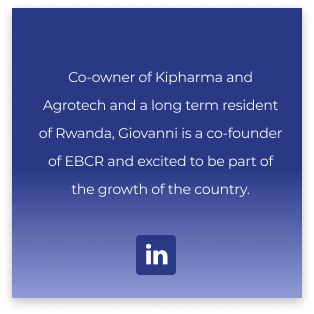 Co-owner of Kipharma and
Agrotech and a long term resident
of Rwanda, Giovanni is a co-founder
of EBCR and excited to be part of
the growth of the country.
in